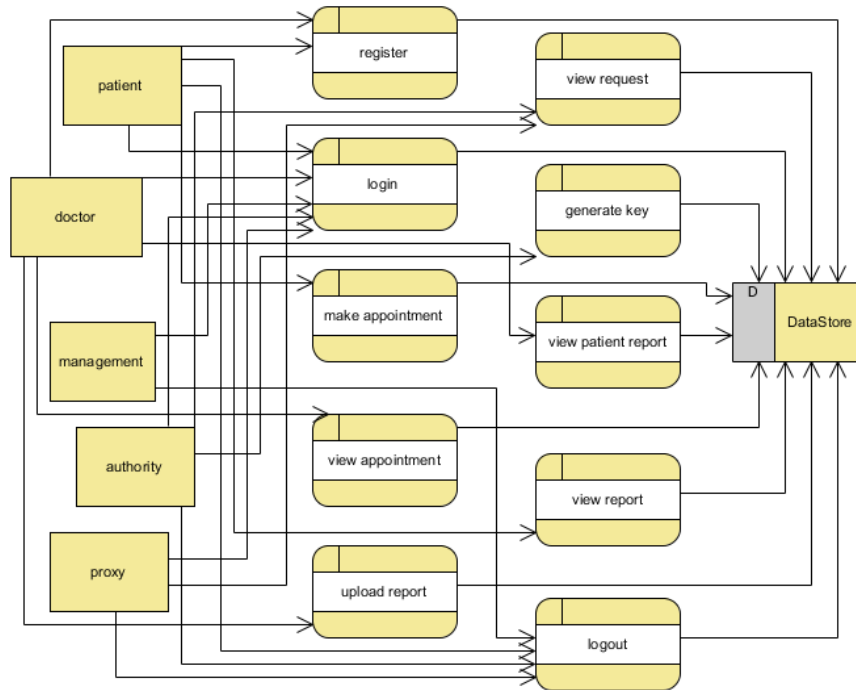 register
patient
view request
login
doctor
generate key
D
make appointment
DataStore
view patient report
management
view appointment
authority
view report
proxy
upload report
logout